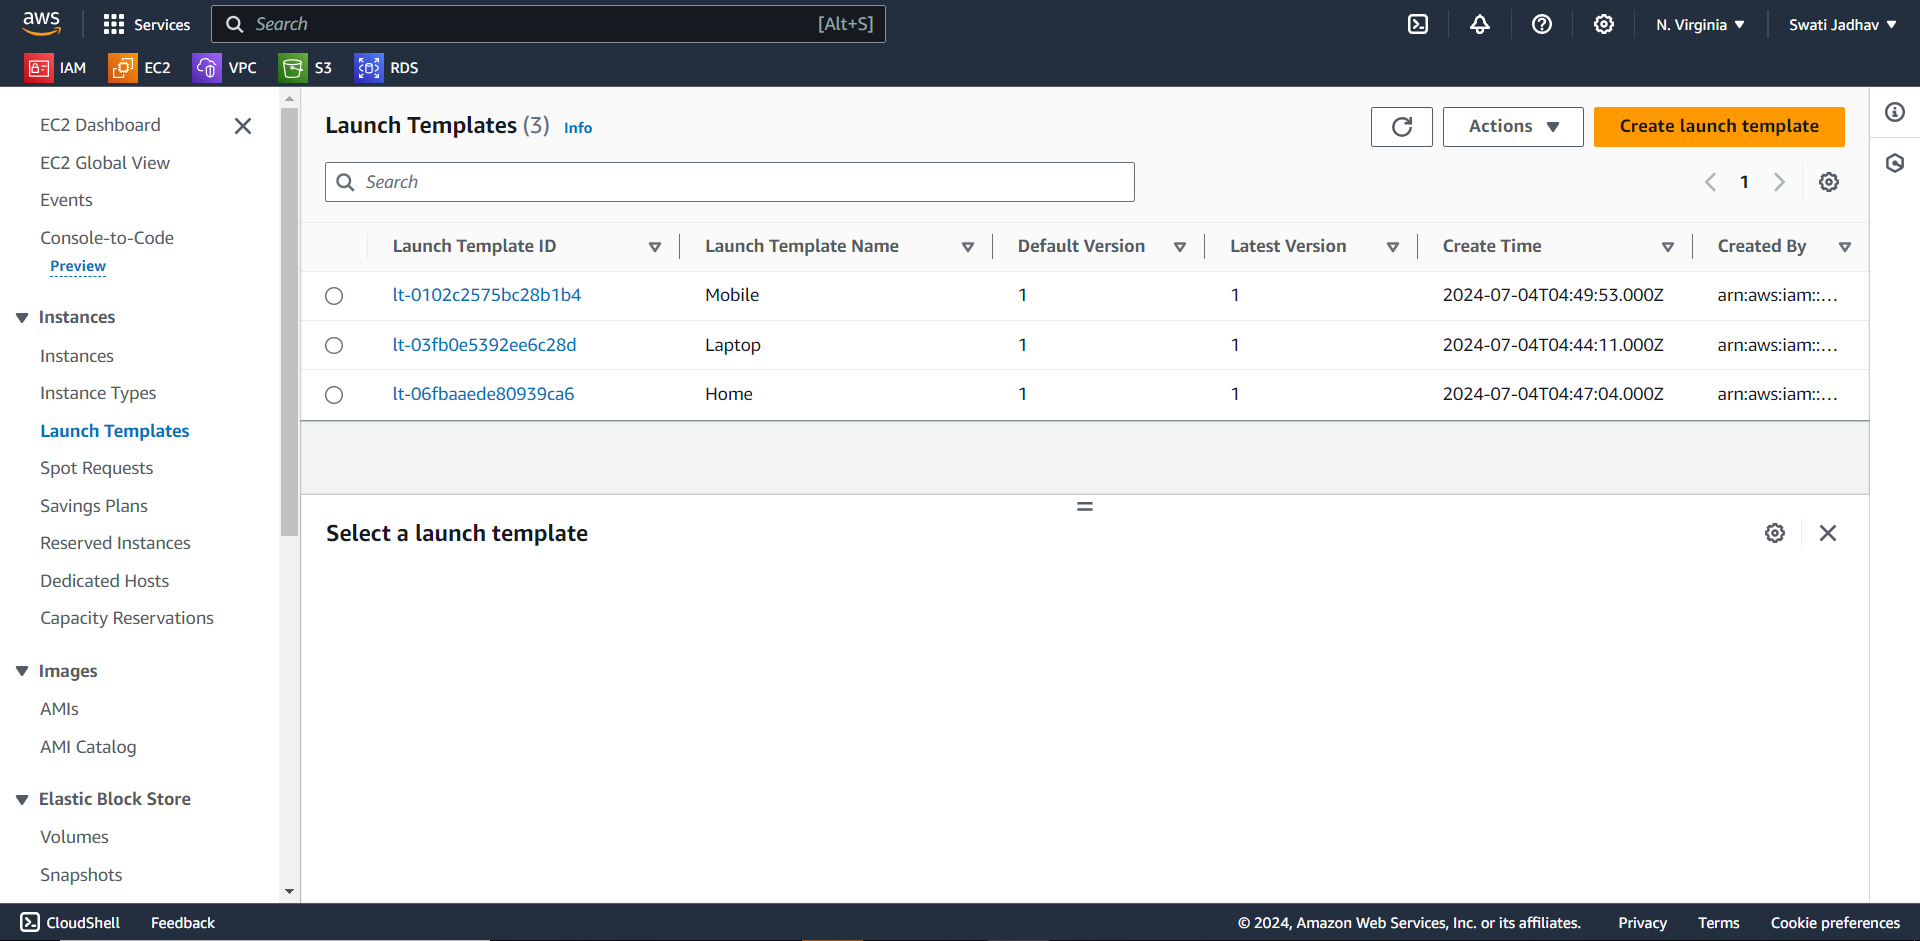 aws Services Search [Alt+S] N. Virginia Swati Jadhav
IAM EC2 VPC S3 RDS
EC2 Dashboard
EC2 Global View
Events
Console-to-Code
Preview
Instances
Instances
Instance Types
Launch Templates
Spot Requests
Savings Plans
Reserved Instances
Dedicated Hosts
Capacity Reservations
Images
AMIs
AMI Catalog
Elastic Block Store
Volumes
Snapshots
Launch Templates (3) Info Actions Create launch template
Search 1
Launch Template ID Launch Template Name Default Version Latest Version Create Time Created By
lt-0102c2575bc28b1b4 Mobile 1 1 2024-07-04T04:49:53.000Z arn:aws:iam::...
lt-03fb0e5392ee6c28d Laptop 1 1 2024-07-04T04:44:11.000Z arn:aws:iam::...
lt-06fbaaede80939ca6 Home 1 1 2024-07-04T04:47:04.000Z arn:aws:iam::...
Select a launch template
CloudShell Feedback © 2024, Amazon Web Services, Inc. or its affiliates. Privacy Terms Cookie preferences